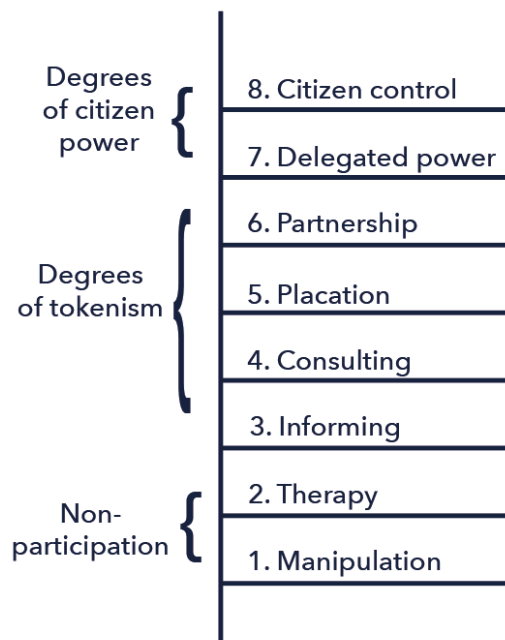 Degrees
of citizen
power
8. Citizen control
7. Delegated power
Degrees
of tokenism
6. Partnership
5. Placation
4. Consulting
3. Informing
Non-
participation
2. Therapy
1. Manipulation